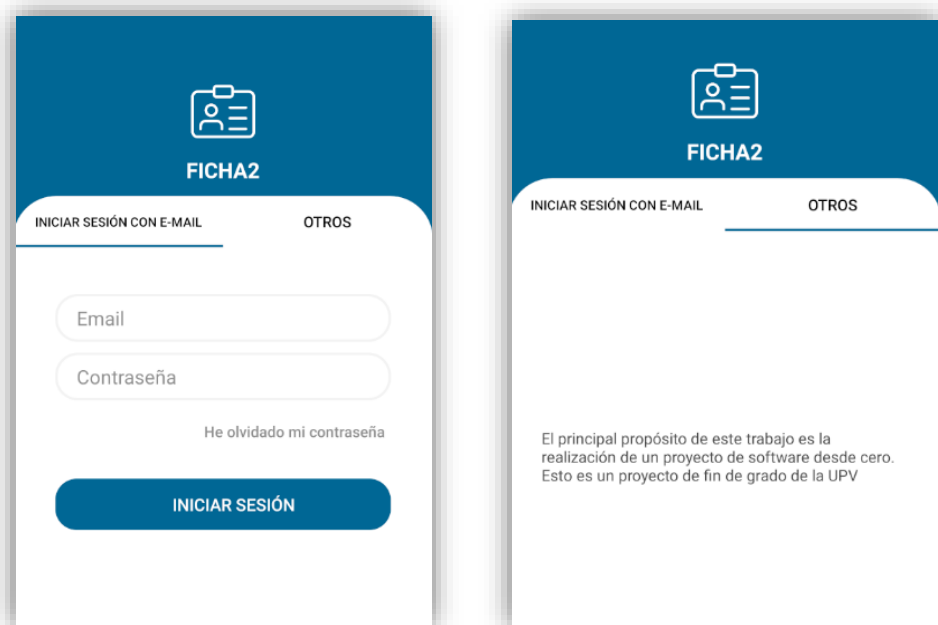 FICHA2
INICIAR SESIÓN CON E-MAIL
OTROS
Email
Contraseña
He olvidado mi contraseña
INICIAR SESIÓN
FICHA2
INICIAR SESIÓN CON E-MAIL
OTROS
El principal propósito de este trabajo es la
realización de un proyecto de software desde cero.
Esto es un proyecto de fin de grado de la UPV